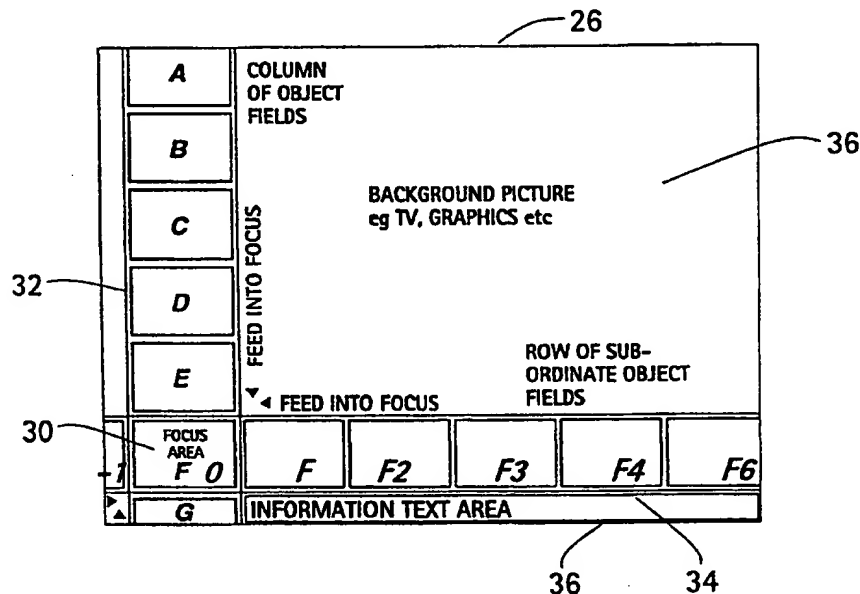 26
A
COLUMN
OF OBJECT
FIELDS
B
36
BACKGROUND PICTURE
eg TV, GRAPHICS etc
C
FEED INTO FOCUS
32
D
E
ROW OF SUB-
ORDINATE OBJECT
FIELDS
FEED INTO FOCUS
30
FOCUS
AREA
-1 F 0 F F2 F3 F4 F6
G
INFORMATION TEXT AREA
36 34